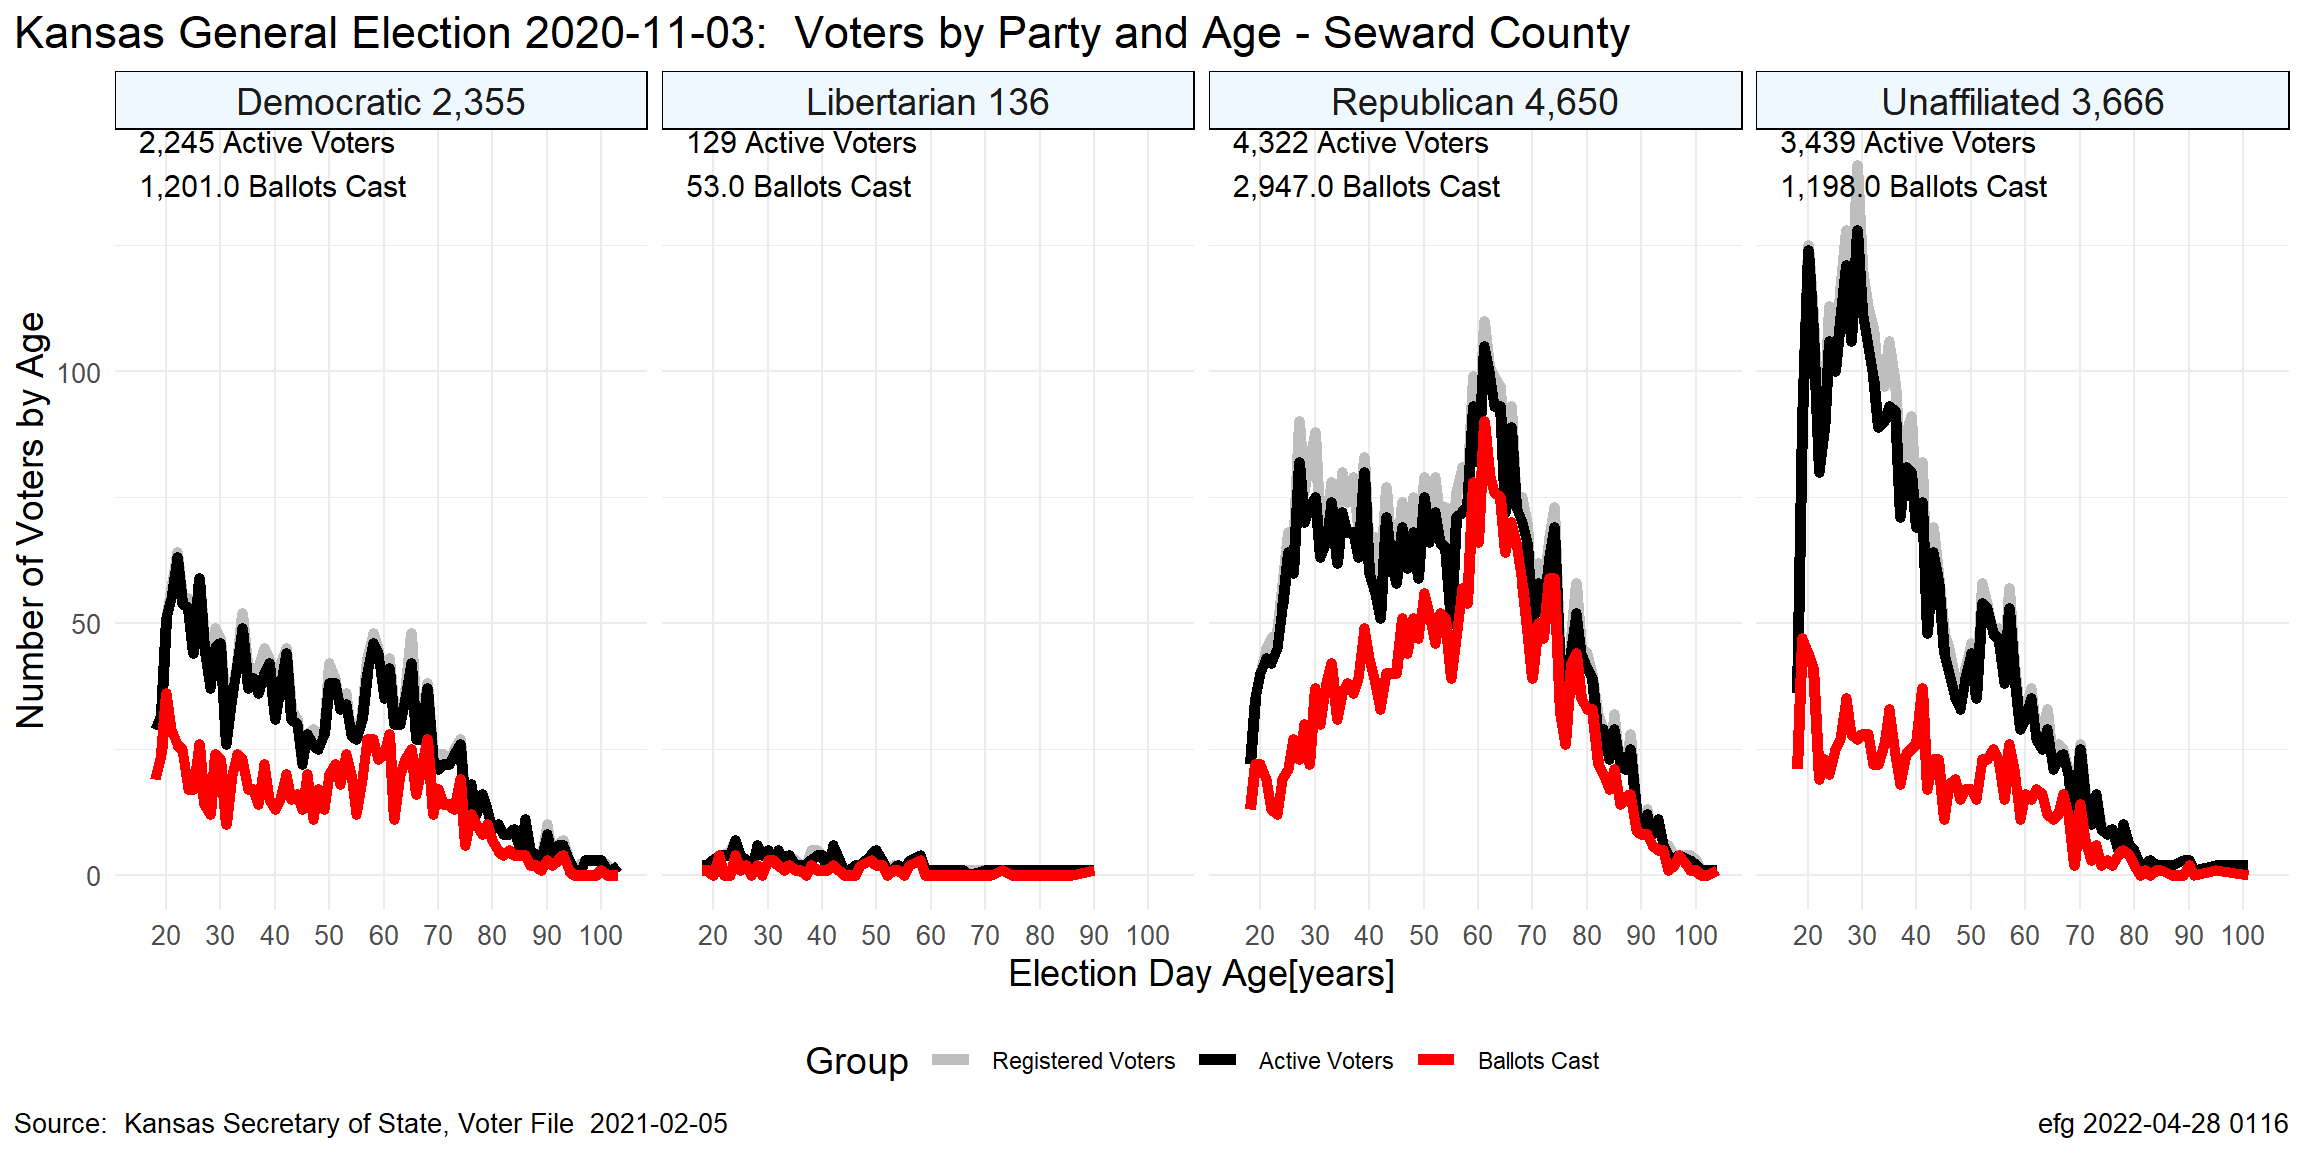 Kansas General Election 2020-11-03:  Voters by Party and Age - Seward County
Democratic 2,355
Libertarian 136
Republican 4,650
Unaffiliated 3,666
2,245 Active Voters
1,201.0 Ballots Cast
129 Active Voters
53.0 Ballots Cast
4,322 Active Voters
2,947.0 Ballots Cast
3,439 Active Voters
1,198.0 Ballots Cast
Number of Voters by Age
100
50
0
20 30 40 50 60 70 80 90 100
20 30 40 50 60 70 80 90 100
20 30 40 50 60 70 80 90 100
20 30 40 50 60 70 80 90 100
Election Day Age[years]
Group Registered Voters Active Voters Ballots Cast
Source:  Kansas Secretary of State, Voter File  2021-02-05
efg 2022-04-28 0116